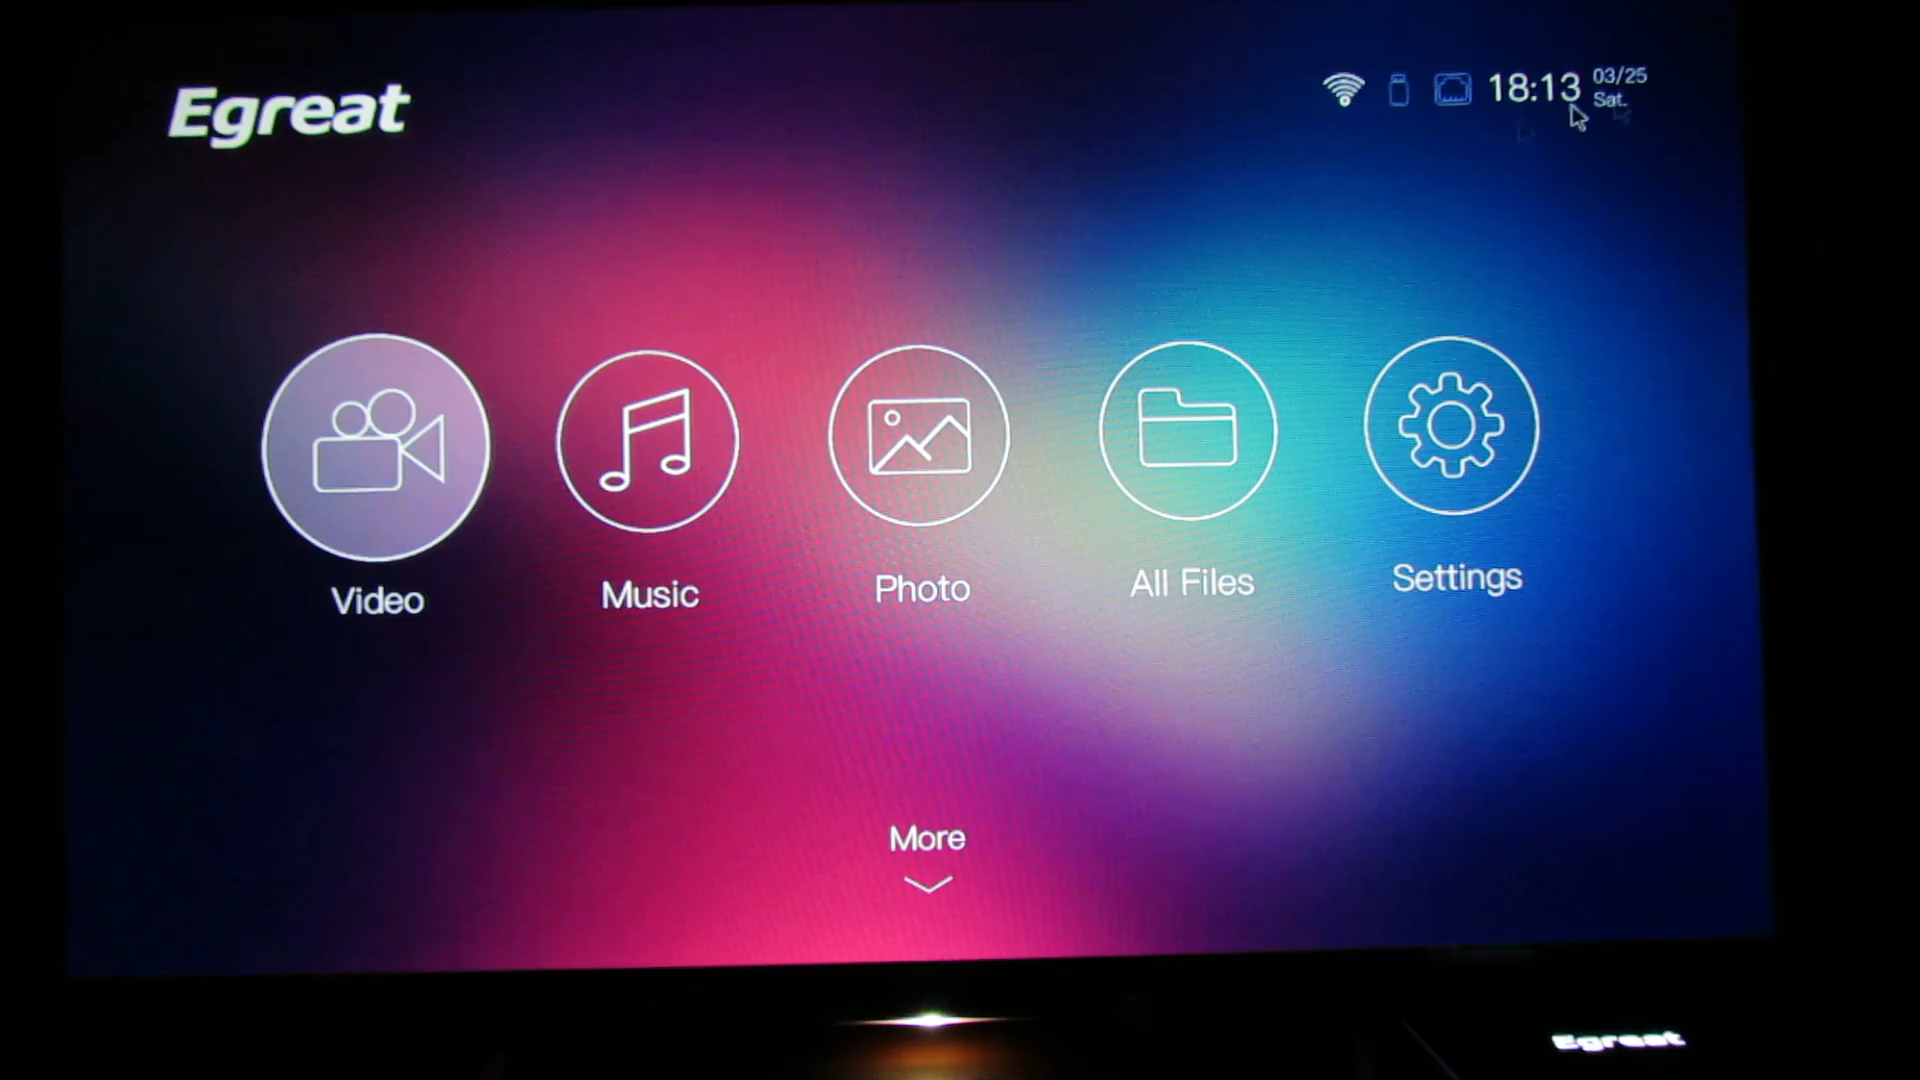 Egreat
18:13 03/25
Sat.
Video
Music
Photo
All Files
Settings
More
Egreat